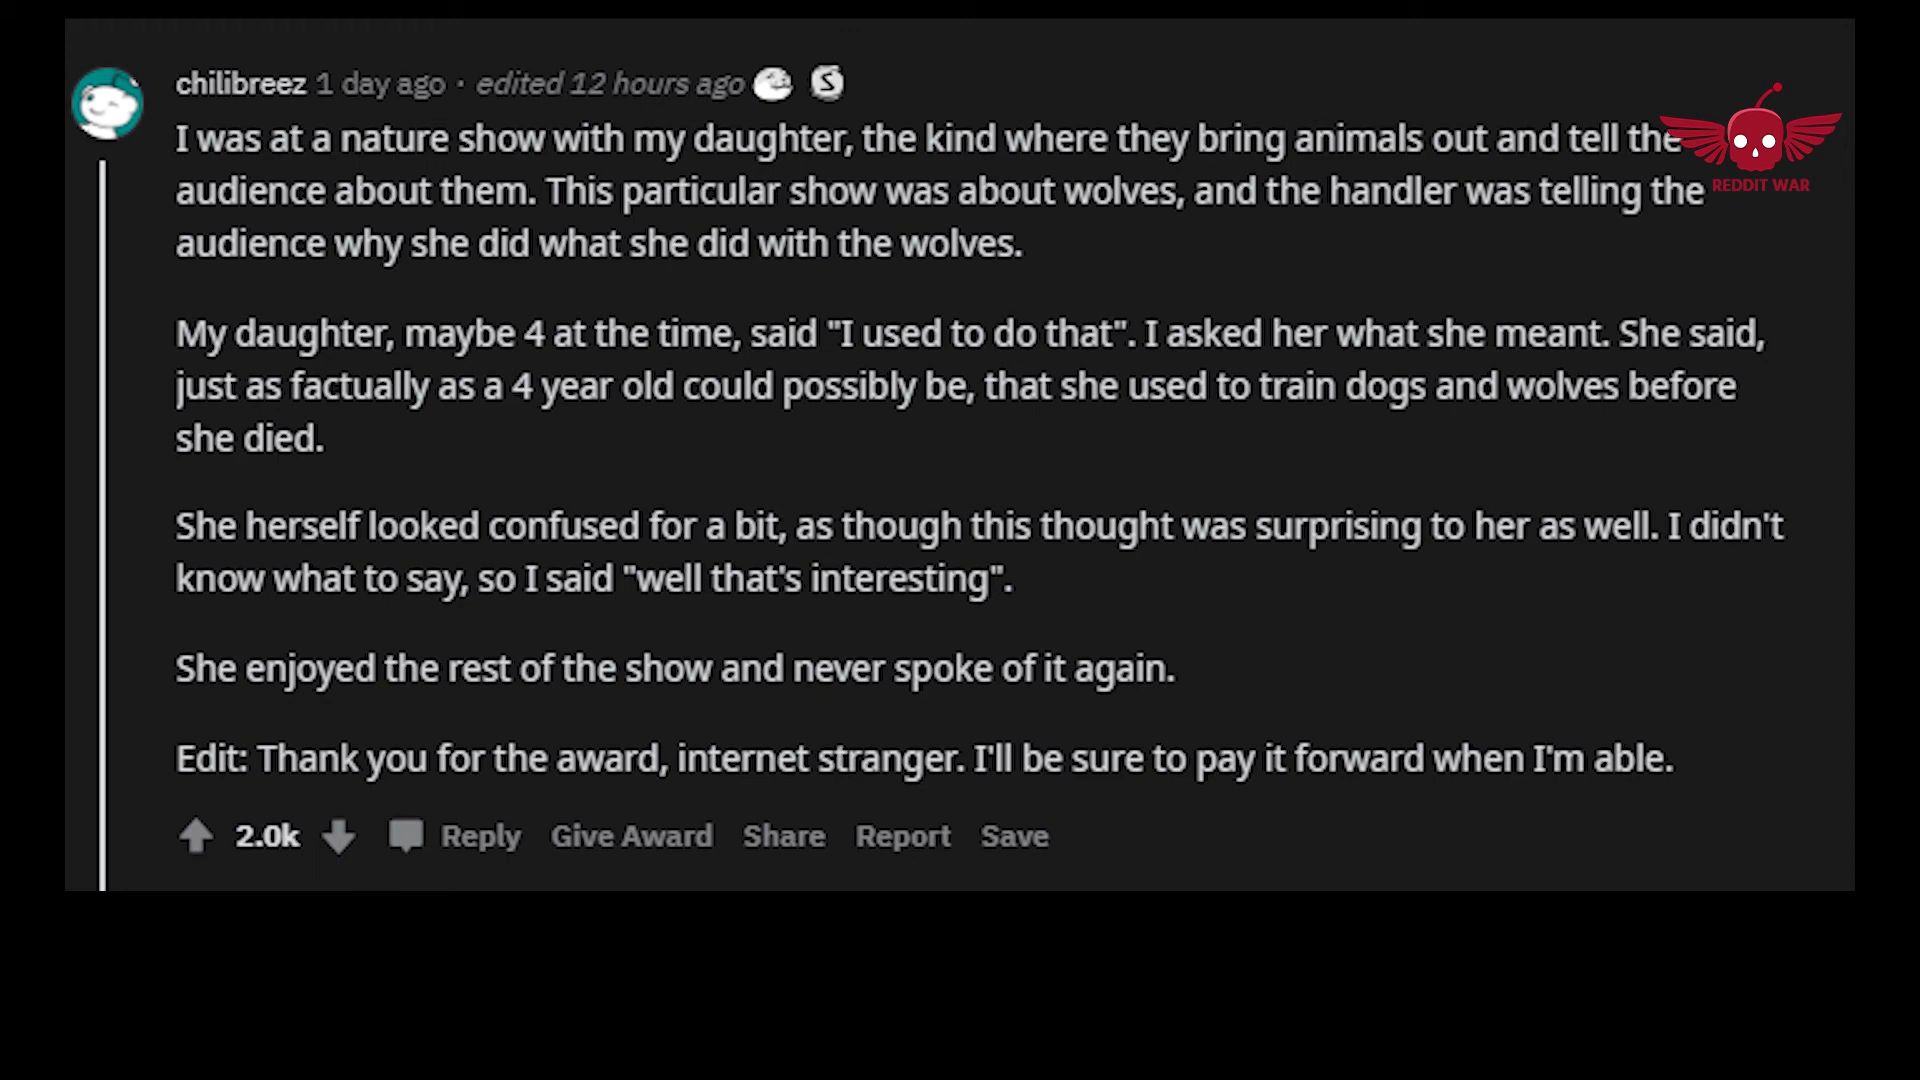 chilibreez 1 day ago · edited 12 hours ago S
I was at a nature show with my daughter, the kind where they bring animals out and tell the
audience about them. This particular show was about wolves, and the handler was telling the
audience why she did what she did with the wolves.
My daughter, maybe 4 at the time, said "I used to do that". I asked her what she meant. She said,
just as factually as a 4 year old could possibly be, that she used to train dogs and wolves before
she died.
She herself looked confused for a bit, as though this thought was surprising to her as well. I didn't
know what to say, so I said "well that's interesting".
She enjoyed the rest of the show and never spoke of it again.
Edit: Thank you for the award, internet stranger. I'll be sure to pay it forward when I'm able.
2.0k Reply Give Award Share Report Save
REDDIT WAR